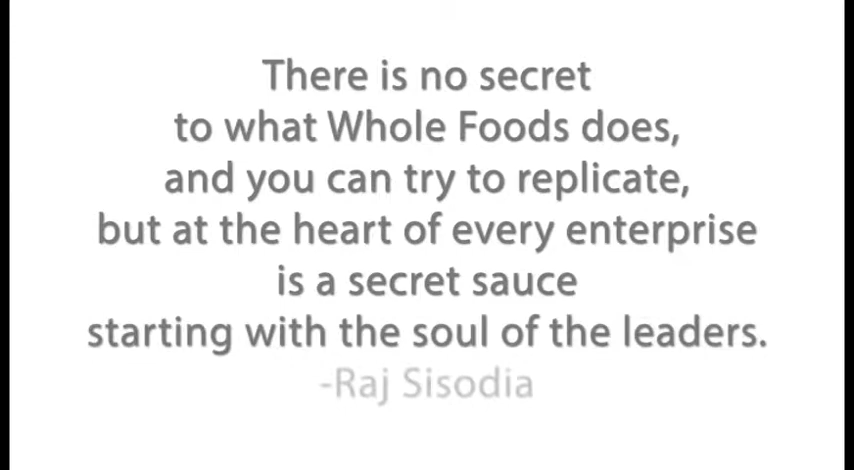 There is no secret
to what Whole Foods does,
and you can try to replicate,
but at the heart of every enterprise
is a secret sauce
starting with the soul of the leaders.
-Raj Sisodia